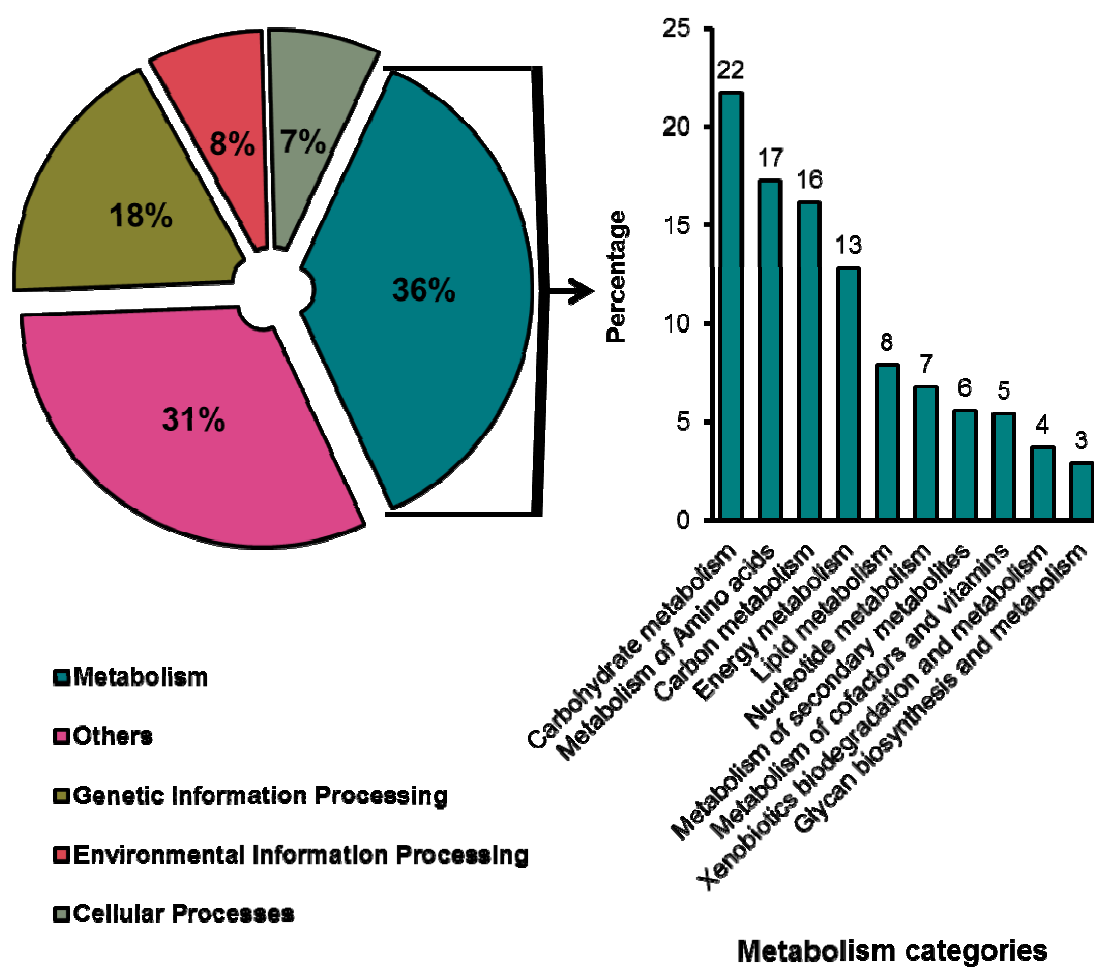 8%
7%
18%
36%
31%
Metabolism
Others
Genetic Information Processing
Environmental Information Processing
Cellular Processes
Percentage
25
20
15
10
5
0
22
17
16
13
8
7
6
5
4
3
Carbohydrate metabolism
Metabolism of Amino acids
Carbon metabolism
Energy metabolism
Lipid metabolism
Nucleotide metabolism
Metabolism of secondary metabolites
Metabolism of cofactors and vitamins
Xenobiotics biodegradation and metabolism
Glycan biosynthesis and metabolism
Metabolism categories